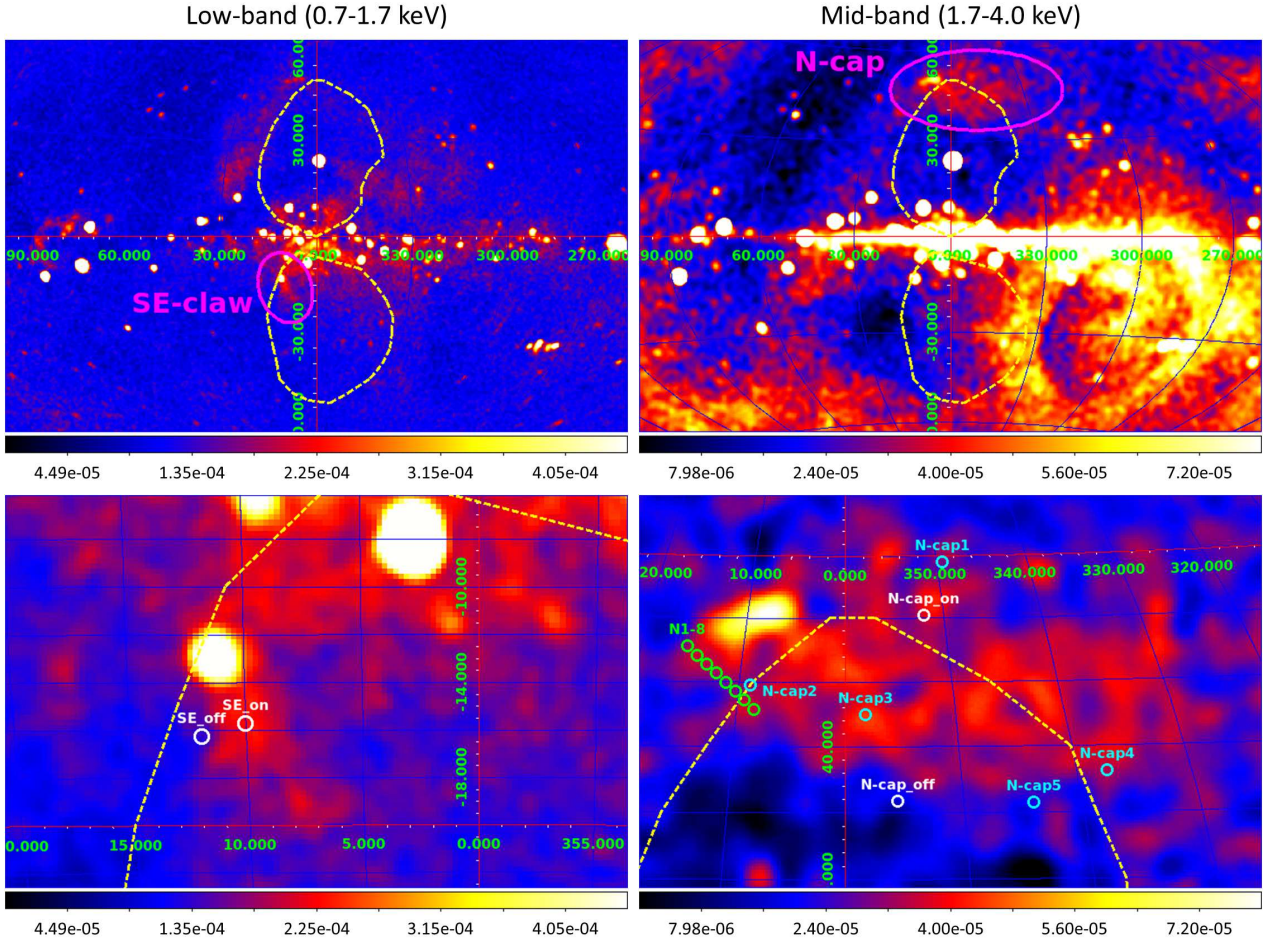 Low-band (0.7-1.7 keV)
Mid-band (1.7-4.0 keV)
60.00
30.000
90.000 60.000 30.000 330.000 300.000 270.00
SE-claw
-30.000
0.000
4.49e-05 1.35e-04 2.25e-04 3.15e-04 4.05e-04
N-cap
60.00
30.000
90.000 60.000 30.000 330.000 300.000 270.00
-30.000
0.000
7.98e-06 2.40e-05 4.00e-05 5.60e-05 7.20e-05
-10.000
-14.000
SE_on
SE_off
-18.000
0.000 15.000 10.000 5.000 0.000 355.000
4.49e-05 1.35e-04 2.25e-04 3.15e-04 4.05e-04
N-cap1
20.000 10.000 0.000 350.000 340.000 330.000 320.000
N-cap_on
N1-8
N-cap2
N-cap3
40.000
N-cap4
N-cap_off
N-cap5
.000
7.98e-06 2.40e-05 4.00e-05 5.60e-05 7.20e-05